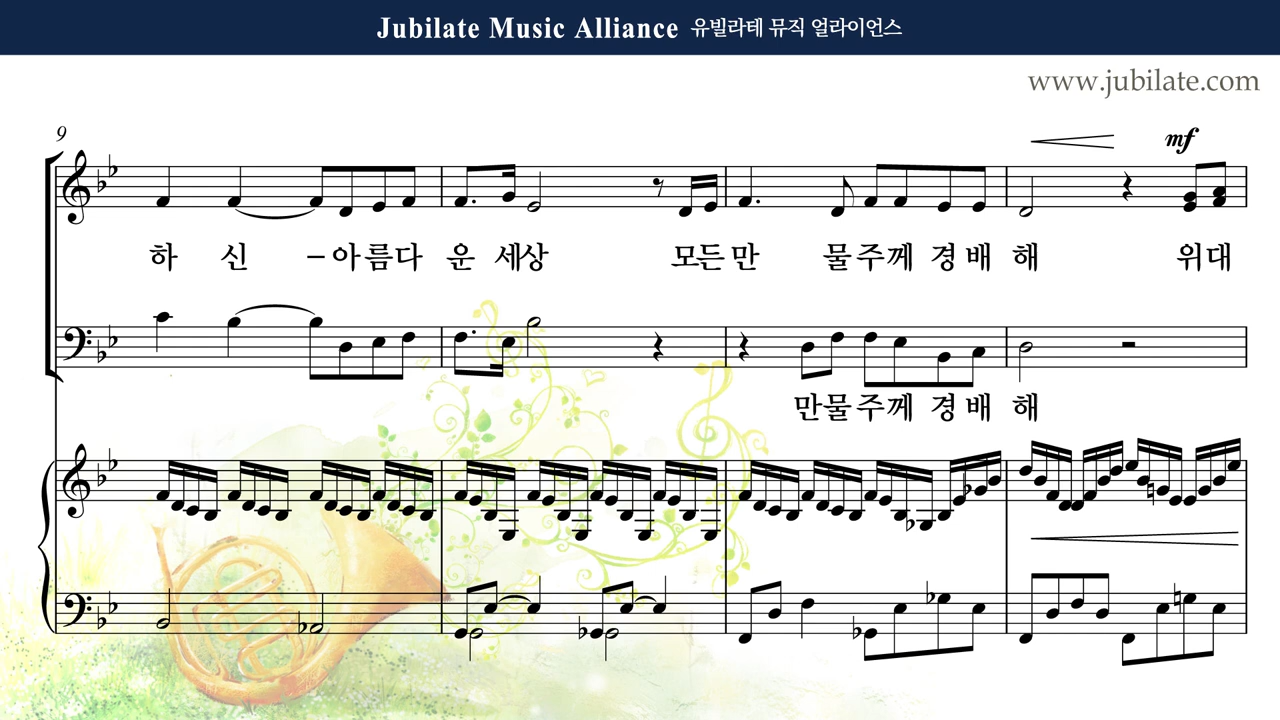 Jubilate Music Alliance 유빌라테 뮤직 얼라이언스
www.jubilate.com
9
mf
하 신 – 아 름 다 운 세상 모든 만 물 주 께 경 배 해 위 대
만 물 주 께 경 배 해